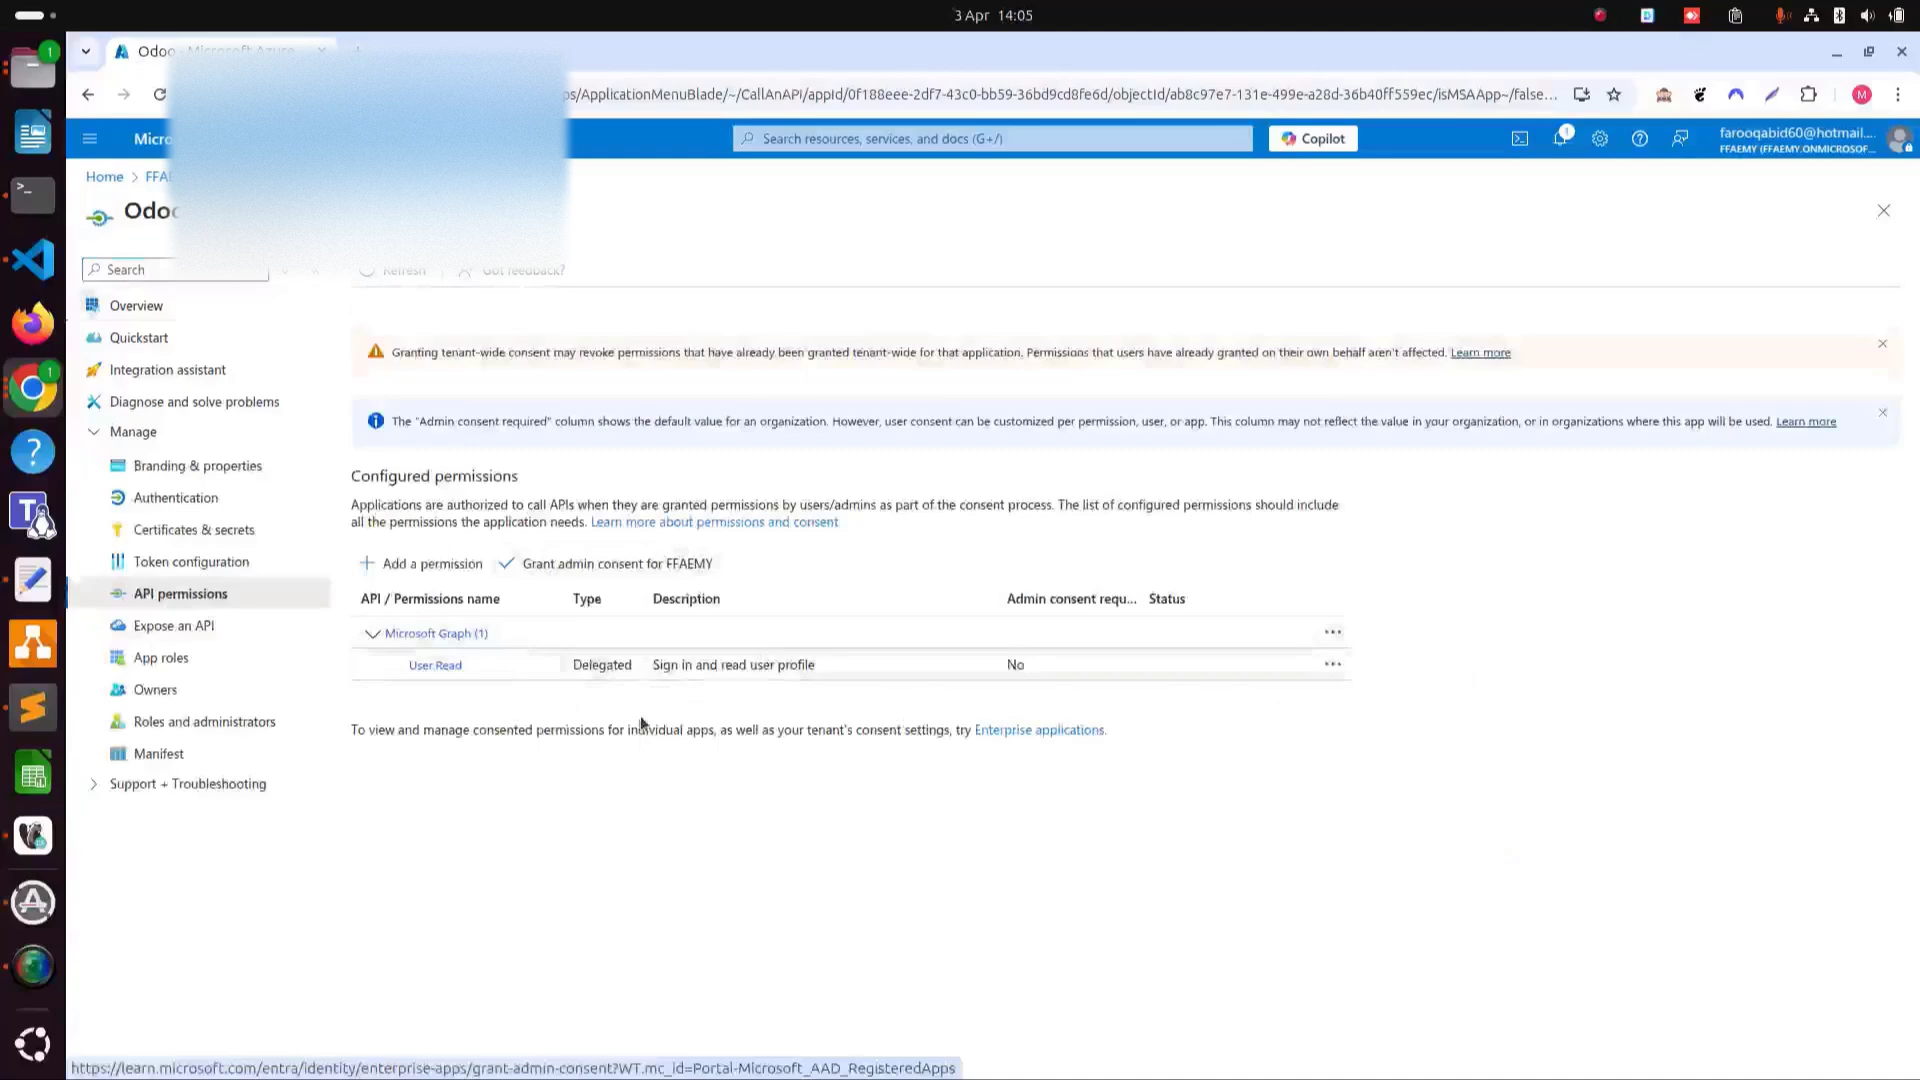 3 Apr 14:05
Odoo - Microsoft Azure
ps/ApplicationMenuBlade/~/CallAnAPI/appId/0f188eee-2df7-43c0-bb59-36bd9cd8fe6d/objectId/ab8c97e7-131e-499e-a28d-36b40ff559ec/isMSAApp~/false...
Micro
Search resources, services, and docs (G+/)
Copilot
1
farooqabid60@hotmail....
FFAEMY (FFAEMY.ONMICROSOF...
Home > FFAE
Odoo
Search
Refresh
Got feedback?
Overview
Quickstart
Integration assistant
Diagnose and solve problems
Manage
Branding & properties
Authentication
Certificates & secrets
Token configuration
API permissions
Expose an API
App roles
Owners
Roles and administrators
Manifest
Support + Troubleshooting
Granting tenant-wide consent may revoke permissions that have already been granted tenant-wide for that application. Permissions that users have already granted on their own behalf aren't affected. Learn more
The "Admin consent required" column shows the default value for an organization. However, user consent can be customized per permission, user, or app. This column may not reflect the value in your organization, or in organizations where this app will be used. Learn more
Configured permissions
Applications are authorized to call APIs when they are granted permissions by users/admins as part of the consent process. The list of configured permissions should include
all the permissions the application needs. Learn more about permissions and consent
Add a permission
Grant admin consent for FFAEMY
API / Permissions name Type Description Admin consent requ... Status
Microsoft Graph (1) ...
User.Read Delegated Sign in and read user profile No ...
To view and manage consented permissions for individual apps, as well as your tenant's consent settings, try Enterprise applications.
https://learn.microsoft.com/entra/identity/enterprise-apps/grant-admin-consent?WT.mc_id=Portal-Microsoft_AAD_RegisteredApps